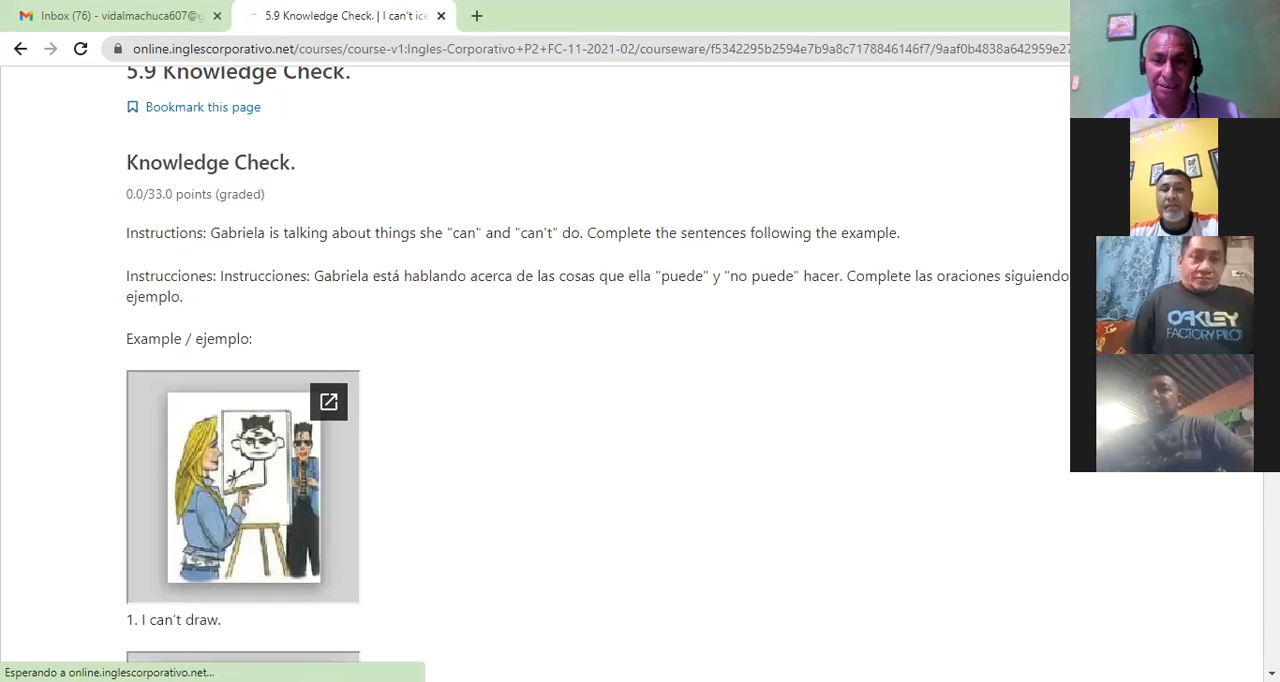 Inbox (76) - vidalmachuca607@g
5.9 Knowledge Check. | I can't ice
online.inglescorporativo.net/courses/course-v1:Ingles-Corporativo+P2+FC-11-2021-02/courseware/f5342295b2594e7b9a8c7178846146f7/9aaf0b4838a642959e27
5.9 Knowledge Check.
Bookmark this page
Knowledge Check.
0.0/33.0 points (graded)
Instructions: Gabriela is talking about things she "can" and "can't" do. Complete the sentences following the example.
Instrucciones: Instrucciones: Gabriela está hablando acerca de las cosas que ella "puede" y "no puede" hacer. Complete las oraciones siguiendo
ejemplo.
Example / ejemplo:
1. I can't draw.
OAKLEY
FACTORY PILOT
Esperando a online.inglescorporativo.net...